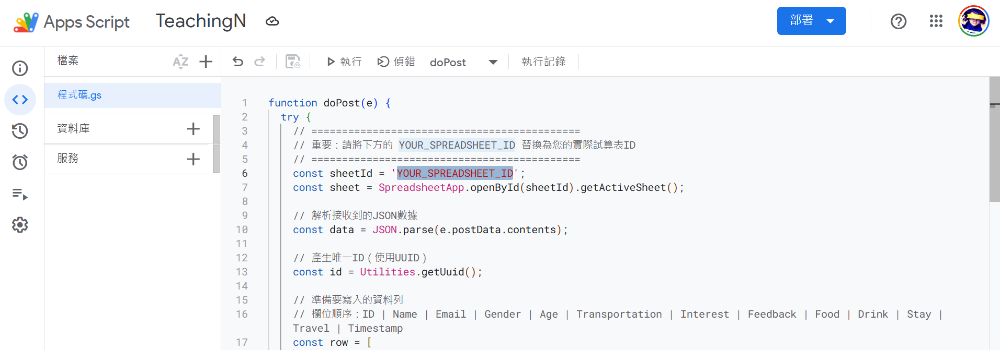 Apps Script
TeachingN
部署
檔案
AZ
執行
偵錯
doPost
執行記錄
程式碼.gs
資料庫
服務
1 function doPost(e) {
2 try {
3 // ============================================
4 // 重要：請將下方的 YOUR_SPREADSHEET_ID 替換為您的實際試算表ID
5 // ============================================
6 const sheetId = 'YOUR_SPREADSHEET_ID';
7 const sheet = SpreadsheetApp.openById(sheetId).getActiveSheet();
8
9 // 解析接收到的JSON數據
10 const data = JSON.parse(e.postData.contents);
11
12 // 產生唯一ID（使用UUID）
13 const id = Utilities.getUuid();
14
15 // 準備要寫入的資料列
16 // 欄位順序：ID | Name | Email | Gender | Age | Transportation | Interest | Feedback | Food | Drink | Stay |
Travel | Timestamp
17 const row = [